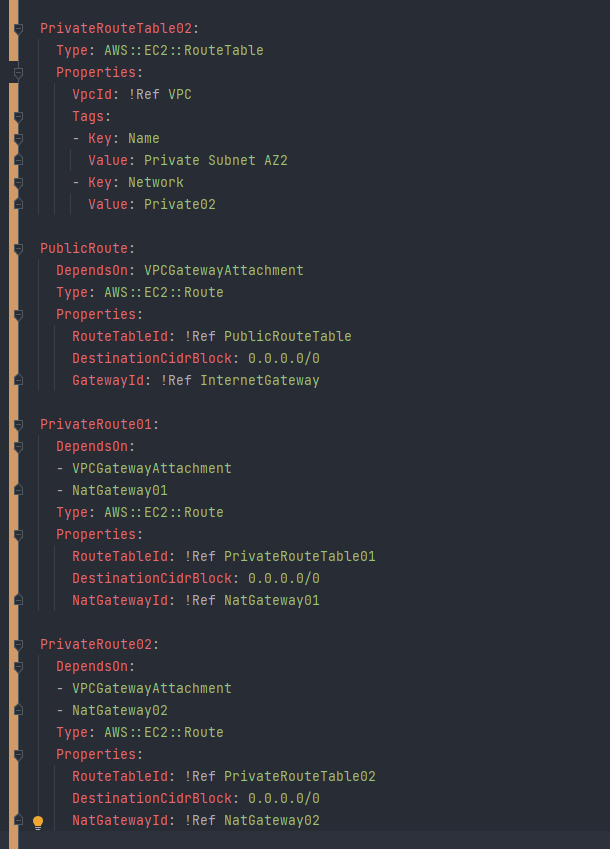 PrivateRouteTable02:
  Type: AWS::EC2::RouteTable
  Properties:
    VpcId: !Ref VPC
    Tags:
    - Key: Name
      Value: Private Subnet AZ2
    - Key: Network
      Value: Private02

PublicRoute:
  DependsOn: VPCGatewayAttachment
  Type: AWS::EC2::Route
  Properties:
    RouteTableId: !Ref PublicRouteTable
    DestinationCidrBlock: 0.0.0.0/0
    GatewayId: !Ref InternetGateway

PrivateRoute01:
  DependsOn:
  - VPCGatewayAttachment
  - NatGateway01
  Type: AWS::EC2::Route
  Properties:
    RouteTableId: !Ref PrivateRouteTable01
    DestinationCidrBlock: 0.0.0.0/0
    NatGatewayId: !Ref NatGateway01

PrivateRoute02:
  DependsOn:
  - VPCGatewayAttachment
  - NatGateway02
  Type: AWS::EC2::Route
  Properties:
    RouteTableId: !Ref PrivateRouteTable02
    DestinationCidrBlock: 0.0.0.0/0
    NatGatewayId: !Ref NatGateway02